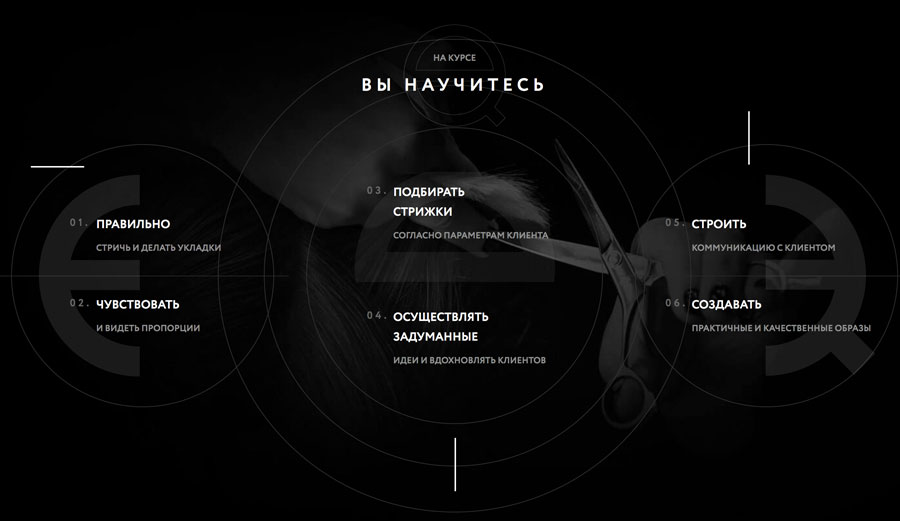 НА КУРСЕ
ВЫ НАУЧИТЕСЬ
01. ПРАВИЛЬНО
СТРИЧЬ И ДЕЛАТЬ УКЛАДКИ
02. ЧУВСТВОВАТЬ
И ВИДЕТЬ ПРОПОРЦИИ
03. ПОДБИРАТЬ
СТРИЖКИ
СОГЛАСНО ПАРАМЕТРАМ КЛИЕНТА
04. ОСУЩЕСТВЛЯТЬ
ЗАДУМАННЫЕ
ИДЕИ И ВДОХНОВЛЯТЬ КЛИЕНТОВ
05. СТРОИТЬ
КОММУНИКАЦИЮ С КЛИЕНТОМ
06. СОЗДАВАТЬ
ПРАКТИЧНЫЕ И КАЧЕСТВЕННЫЕ ОБРАЗЫ